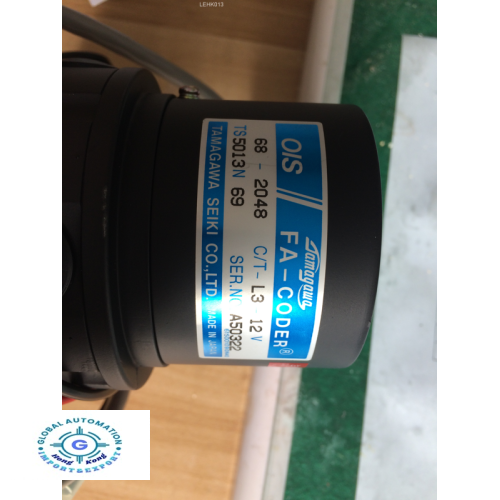 LEHK013
OIS FA-CODER®
Tamagawa
68 - 2048 C/T- L3 12V
TS5013N 69 SER.NO A50322
TAMAGAWA SEIKI CO.,LTD. MADE IN JAPAN
GLOBAL AUTOMATION
G
Hong Kong
IMPORT&EXPORT